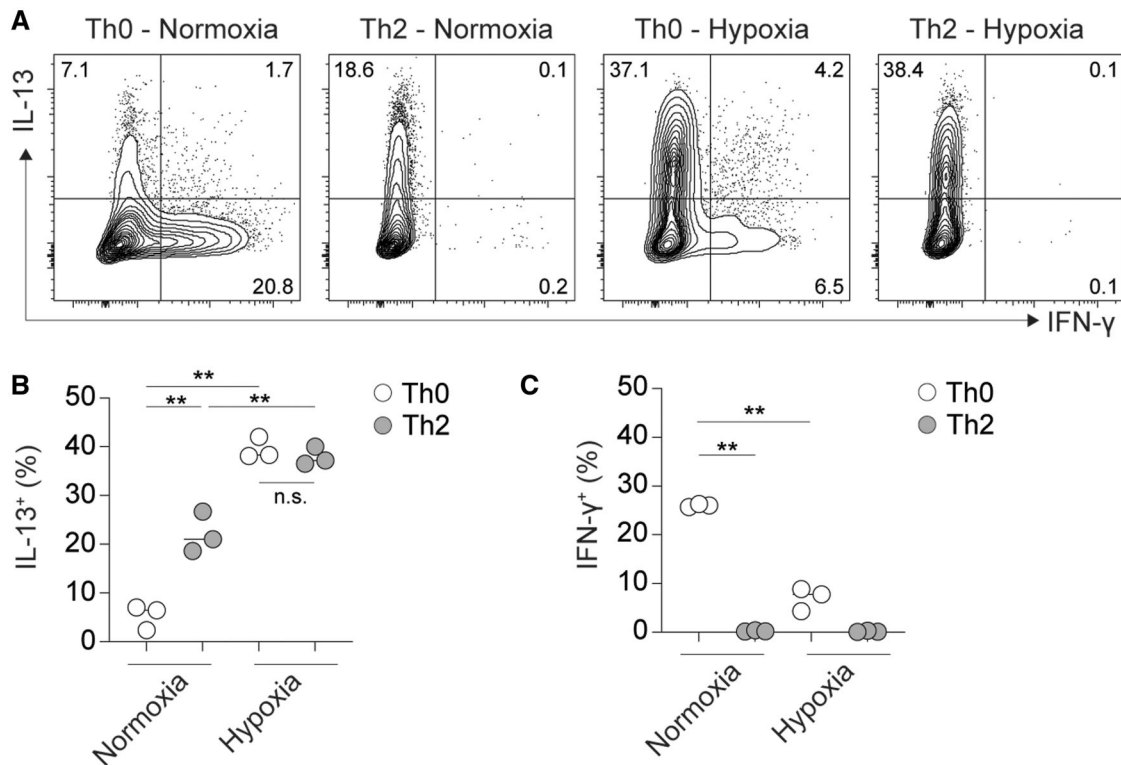 A
Th0 - Normoxia
Th2 - Normoxia
Th0 - Hypoxia
Th2 - Hypoxia
IL-13
7.1
1.7
20.8
18.6
0.1
0.2
37.1
4.2
6.5
38.4
0.1
0.1
IFN-γ
B
IL-13⁺ (%)
50
40
30
20
10
0
**
**
**
n.s.
Th0
Th2
Normoxia
Hypoxia
C
IFN-γ⁺ (%)
50
40
30
20
10
0
**
**
Th0
Th2
Normoxia
Hypoxia